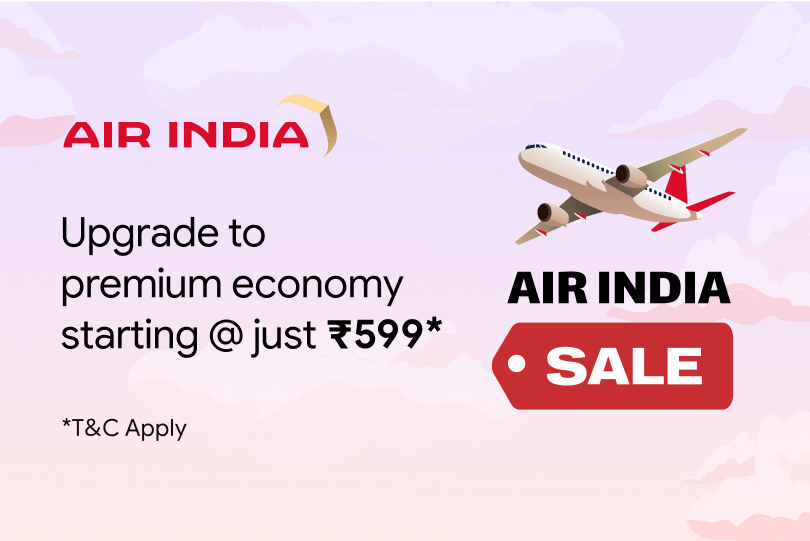 AIR INDIA
Upgrade to
premium economy
starting @ just ₹599*
*T&C Apply
AIR INDIA
SALE